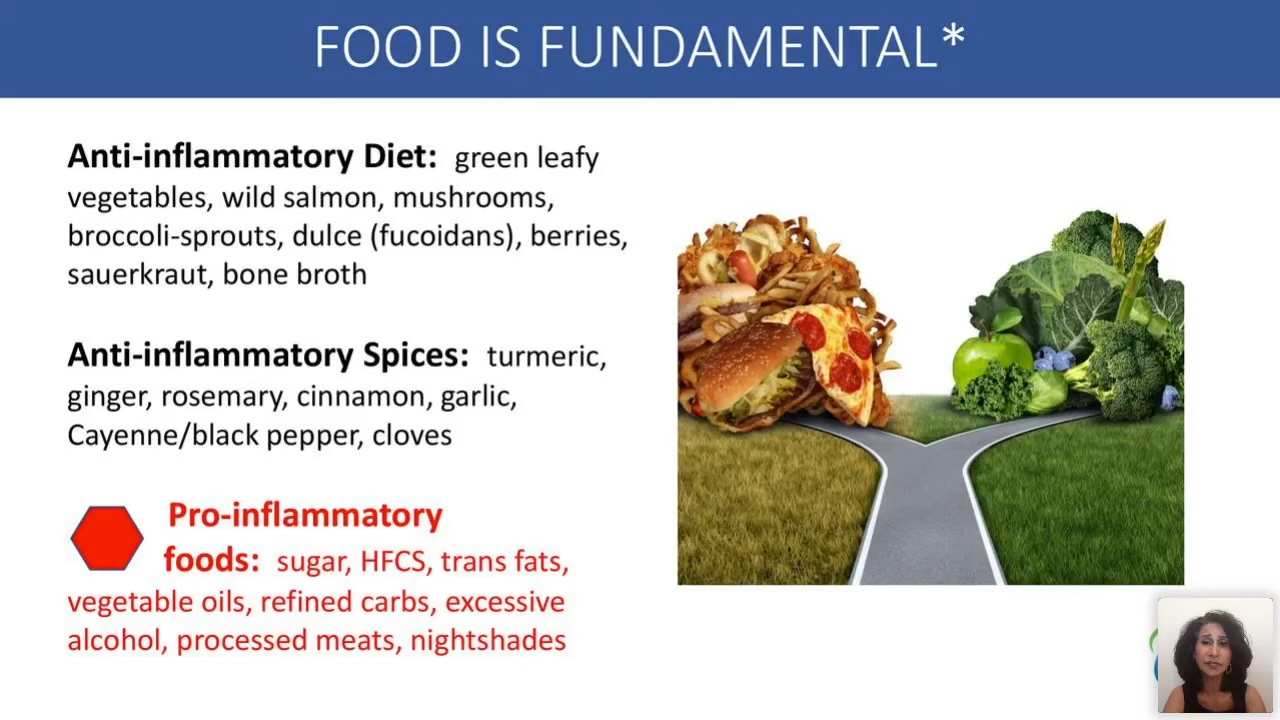 FOOD IS FUNDAMENTAL*
Anti-inflammatory Diet: green leafy
vegetables, wild salmon, mushrooms,
broccoli-sprouts, dulce (fucoidans), berries,
sauerkraut, bone broth
Anti-inflammatory Spices: turmeric,
ginger, rosemary, cinnamon, garlic,
Cayenne/black pepper, cloves
Pro-inflammatory
foods: sugar, HFCS, trans fats,
vegetable oils, refined carbs, excessive
alcohol, processed meats, nightshades